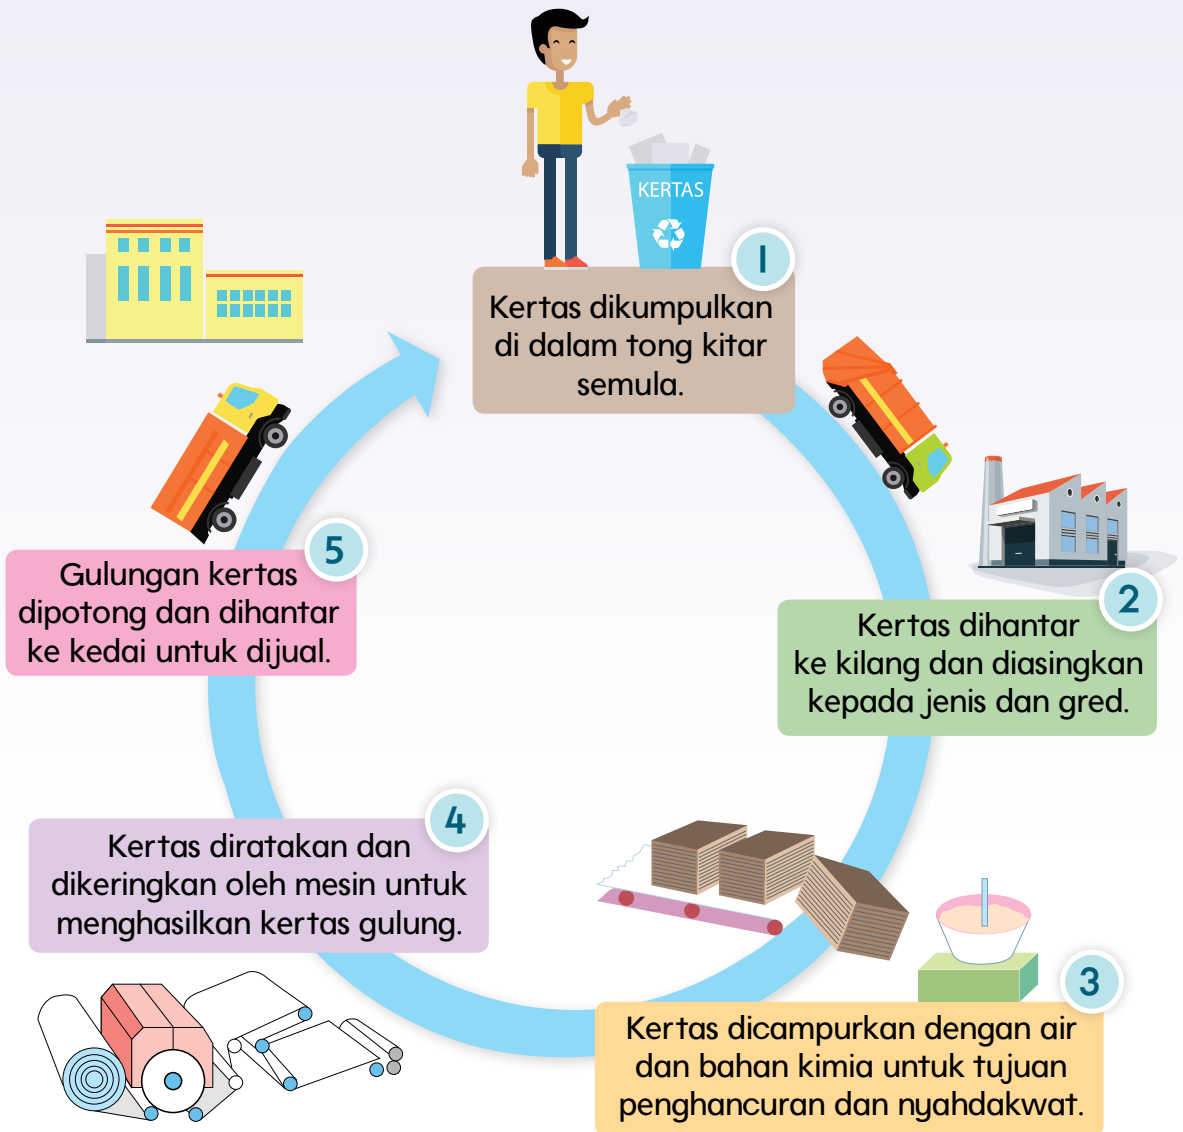 KERTAS
1
Kertas dikumpulkan
di dalam tong kitar
semula.
2
Kertas dihantar
ke kilang dan diasingkan
kepada jenis dan gred.
3
Kertas dicampurkan dengan air
dan bahan kimia untuk tujuan
penghancuran dan nyahdakwat.
4
Kertas diratakan dan
dikeringkan oleh mesin untuk
menghasilkan kertas gulung.
5
Gulungan kertas
dipotong dan dihantar
ke kedai untuk dijual.